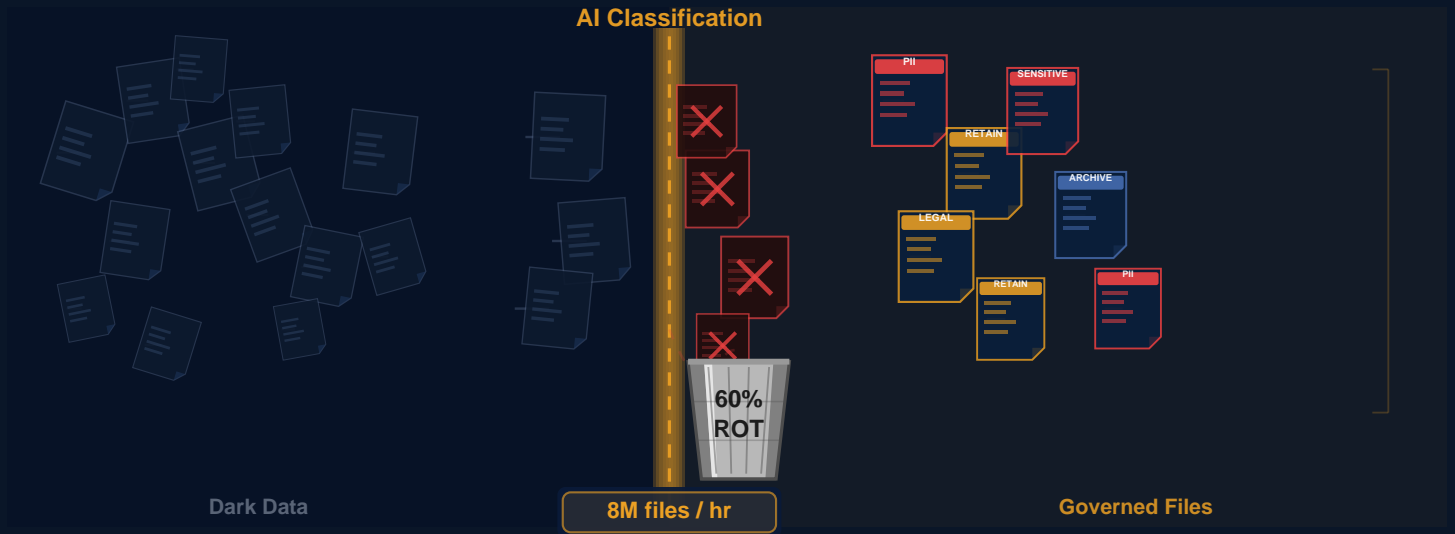 AI Classification
PII
SENSITIVE
RETAIN
ARCHIVE
LEGAL
PII
RETAIN
60%
ROT
Dark Data
8M files / hr
Governed Files